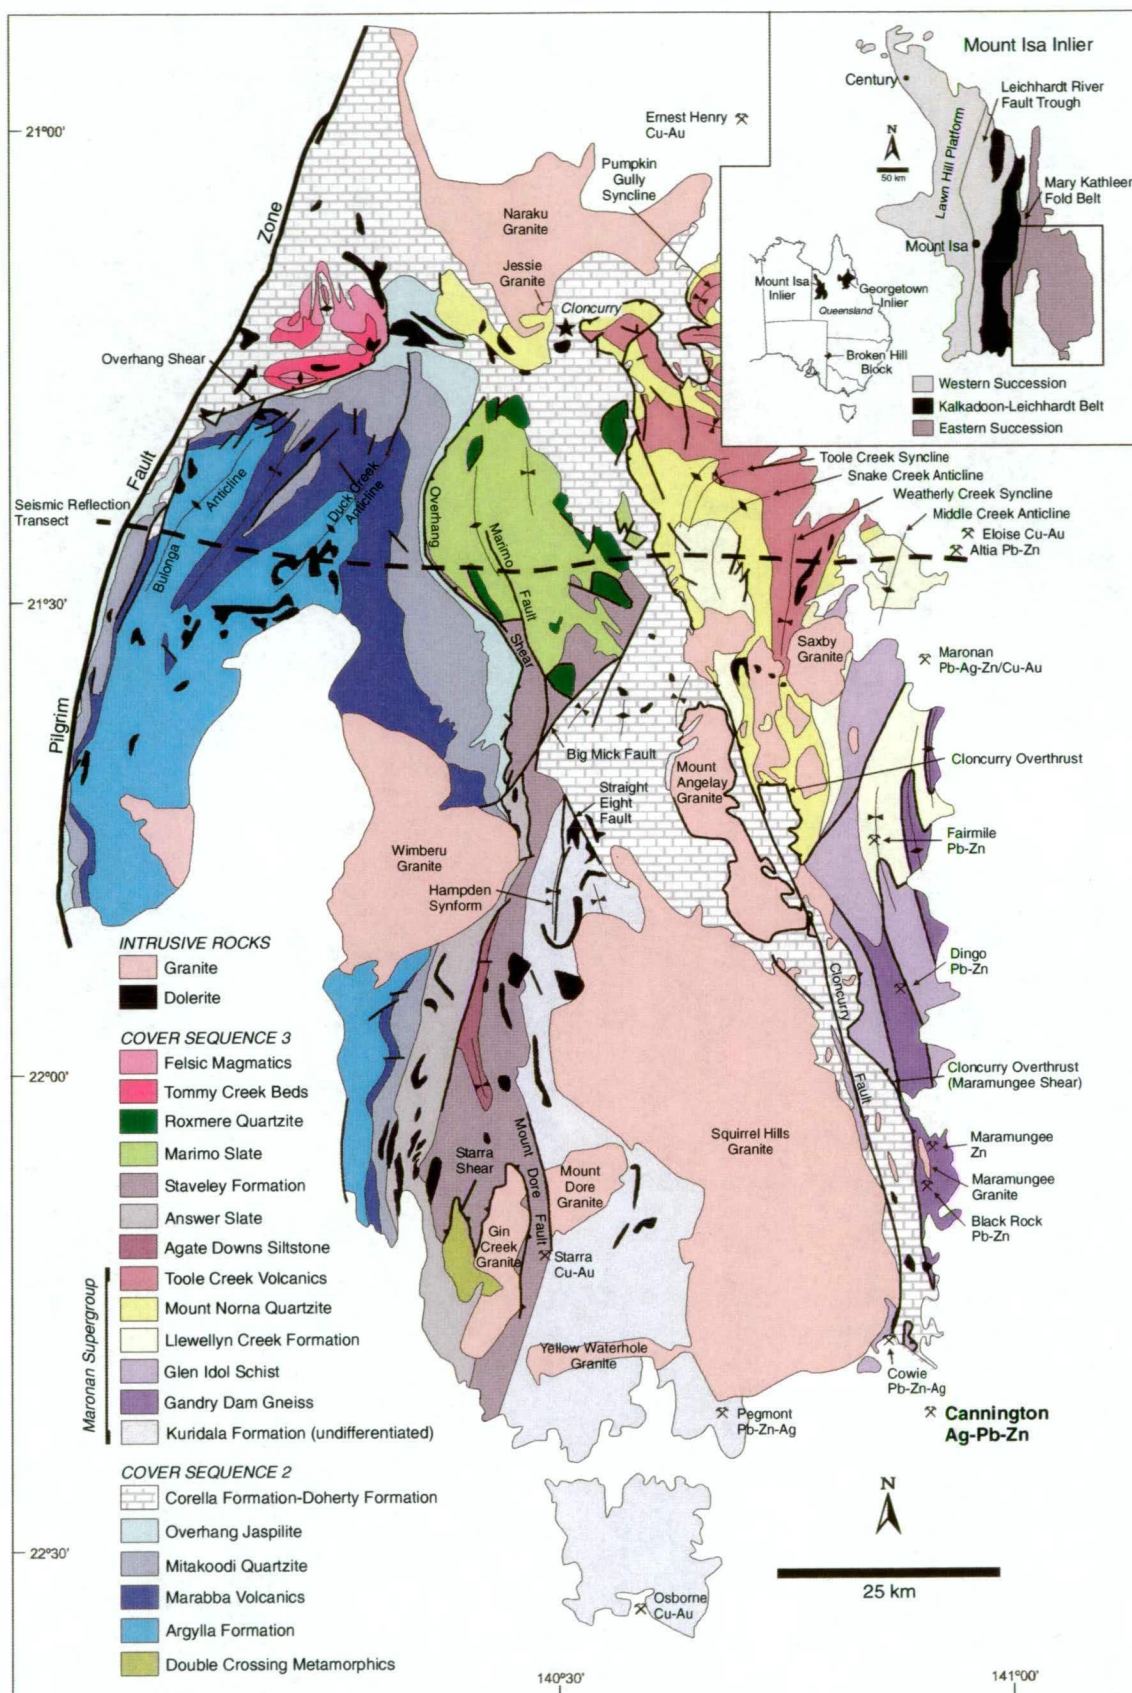 Mount Isa Inlier
Century
Leichhardt River
Fault Trough
Lawn Hill Platform
N
50 km
Mary Kathleen
Fold Belt
Mount Isa
Mount Isa
Inlier
Georgetown
Inlier
Queensland
Broken Hill
Block
Western Succession
Kalkadoon-Leichhardt Belt
Eastern Succession
21°00'
Ernest Henry
Cu-Au
Pumpkin
Gully
Syncline
Zone
Naraku
Granite
Jessie
Granite
Cloncurry
Overhang Shear
Fault
Seismic Reflection
Transect
Anticline
Bulonga
Duck Creek
Anticline
Overhang
Marimo
Fault
Shear
Toole Creek Syncline
Snake Creek Anticline
Weatherly Creek Syncline
Middle Creek Anticline
Eloise Cu-Au
Altia Pb-Zn
21°30'
Saxby
Granite
Maronan
Pb-Ag-Zn/Cu-Au
Pilgrim
Big Mick Fault
Mount
Angelay
Granite
Cloncurry Overthrust
Straight
Eight
Fault
Wimberu
Granite
Fairmile
Pb-Zn
Hampden
Synform
Dingo
Pb-Zn
Cloncurry
Fault
Cloncurry Overthrust
(Maramungee Shear)
22°00'
Squirrel Hills
Granite
Maramungee
Zn
Maramungee
Granite
Black Rock
Pb-Zn
Starra
Shear
Mount Dore Fault
Mount
Dore
Granite
Gin
Creek
Granite
Starra
Cu-Au
Yellow Waterhole
Granite
Cowie
Pb-Zn-Ag
Pegmont
Pb-Zn-Ag
Cannington
Ag-Pb-Zn
INTRUSIVE ROCKS
Granite
Dolerite
COVER SEQUENCE 3
Felsic Magmatics
Tommy Creek Beds
Roxmere Quartzite
Marimo Slate
Staveley Formation
Answer Slate
Agate Downs Siltstone
Toole Creek Volcanics
Mount Norna Quartzite
Llewellyn Creek Formation
Glen Idol Schist
Gandry Dam Gneiss
Kuridala Formation (undifferentiated)
Maronan Supergroup
COVER SEQUENCE 2
Corella Formation-Doherty Formation
Overhang Jaspilite
Mitakoodi Quartzite
Marabba Volcanics
Argylla Formation
Double Crossing Metamorphics
N
25 km
22°30'
Osborne
Cu-Au
140°30'
141°00'